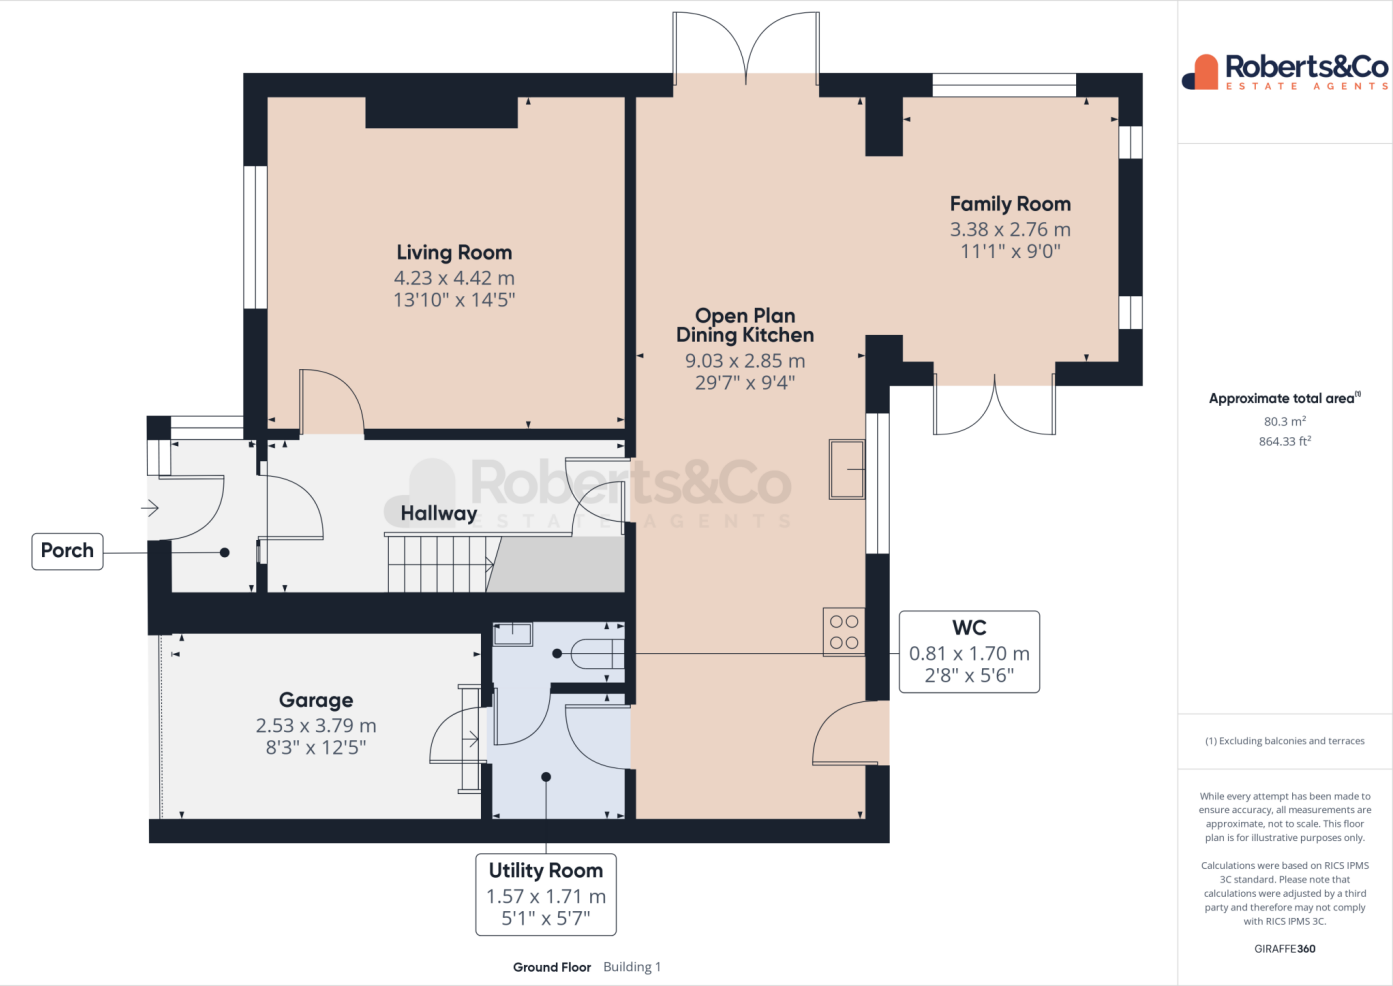 Living Room
4.23 x 4.42 m
13'10" x 14'5"
Open Plan
Dining Kitchen
9.03 x 2.85 m
29'7" x 9'4"
Family Room
3.38 x 2.76 m
11'1" x 9'0"
Roberts&Co
ESTATE AGENTS
Hallway
Porch
Garage
2.53 x 3.79 m
8'3" x 12'5"
WC
0.81 x 1.70 m
2'8" x 5'6"
Utility Room
1.57 x 1.71 m
5'1" x 5'7"
Ground Floor Building 1
Roberts&Co
ESTATE AGENTS
Approximate total area(1)
80.3 m²
864.33 ft²
(1) Excluding balconies and terraces
While every attempt has been made to
ensure accuracy, all measurements are
approximate, not to scale. This floor
plan is for illustrative purposes only.
Calculations were based on RICS IPMS
3C standard. Please note that
calculations were adjusted by a third
party and therefore may not comply
with RICS IPMS 3C.
GIRAFFE360